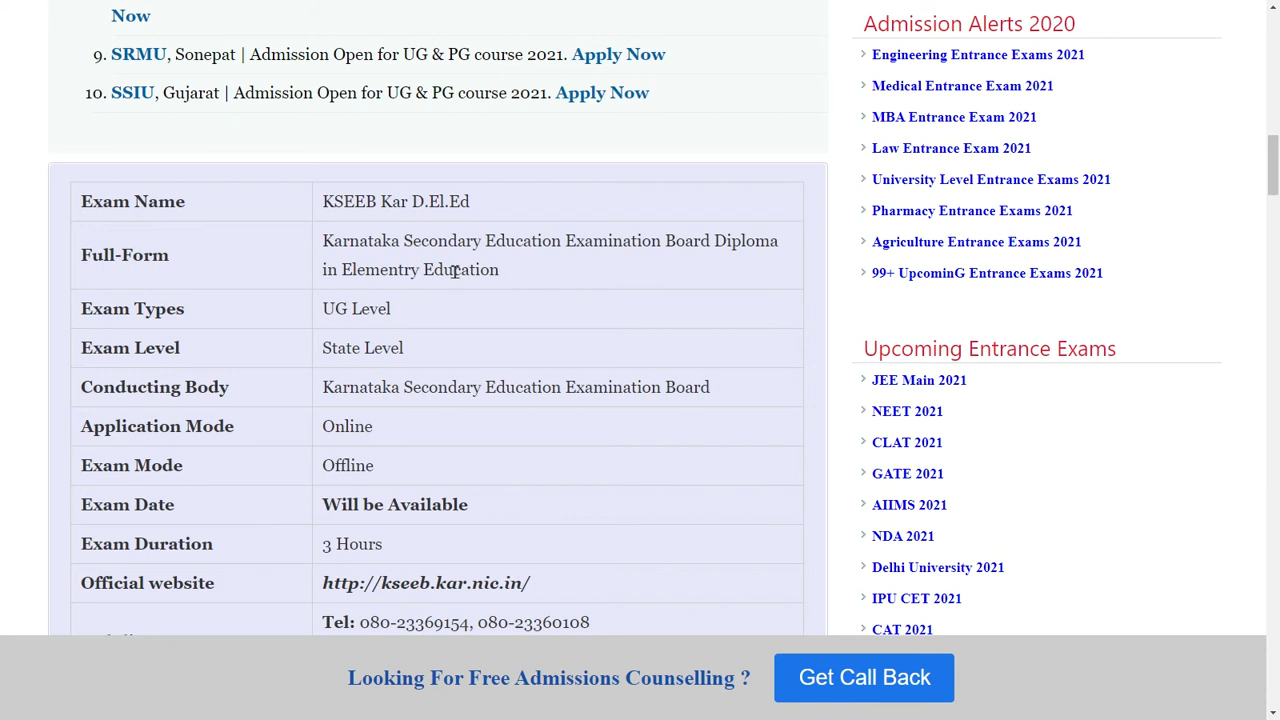 Now
9. SRMU, Sonepat | Admission Open for UG & PG course 2021. Apply Now
10. SSIU, Gujarat | Admission Open for UG & PG course 2021. Apply Now
Exam Name KSEEB Kar D.El.Ed
Full-Form Karnataka Secondary Education Examination Board Diploma
in Elementry Education
Exam Types UG Level
Exam Level State Level
Conducting Body Karnataka Secondary Education Examination Board
Application Mode Online
Exam Mode Offline
Exam Date Will be Available
Exam Duration 3 Hours
Official website http://kseeb.kar.nic.in/
Tel: 080-23369154, 080-23360108
Admission Alerts 2020
Engineering Entrance Exams 2021
Medical Entrance Exam 2021
MBA Entrance Exam 2021
Law Entrance Exam 2021
University Level Entrance Exams 2021
Pharmacy Entrance Exams 2021
Agriculture Entrance Exams 2021
99+ UpcominG Entrance Exams 2021
Upcoming Entrance Exams
JEE Main 2021
NEET 2021
CLAT 2021
GATE 2021
AIIMS 2021
NDA 2021
Delhi University 2021
IPU CET 2021
CAT 2021
Looking For Free Admissions Counselling ? Get Call Back